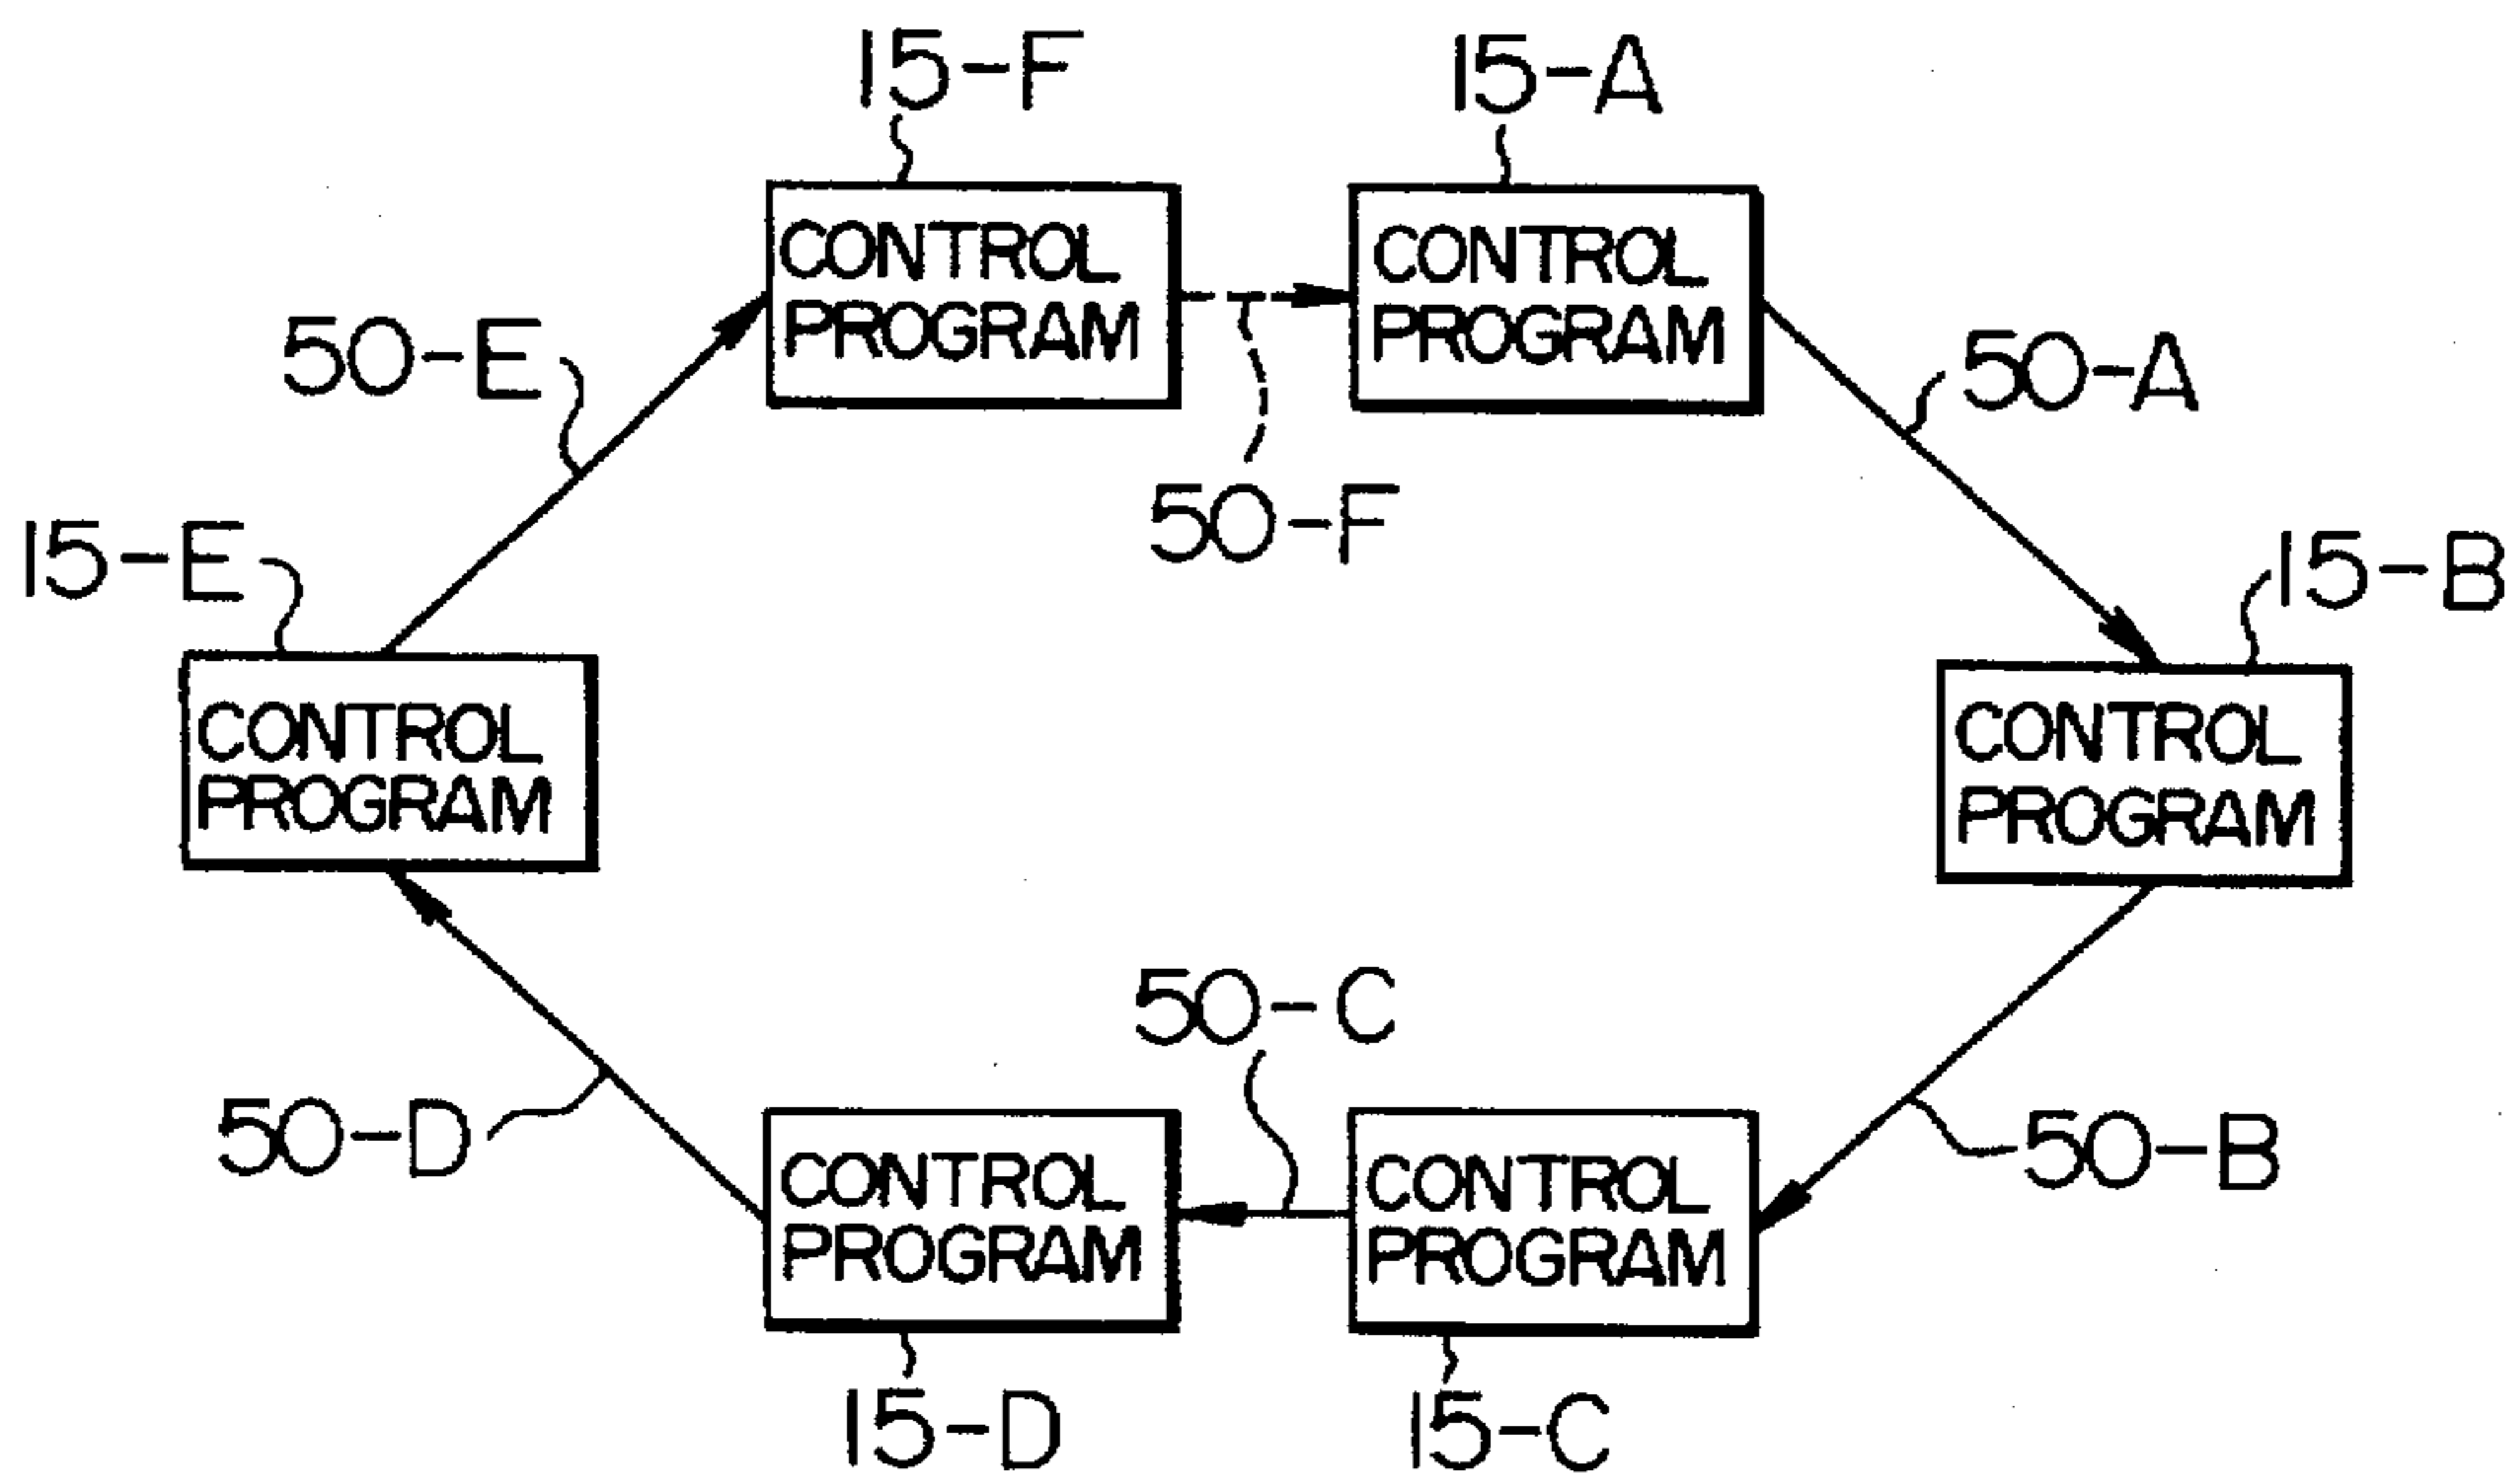 15-F
15-A
CONTROL
PROGRAM
CONTROL
PROGRAM
50-E
50-A
50-F
15-E
15-B
CONTROL
PROGRAM
CONTROL
PROGRAM
50-C
50-D
50-B
CONTROL
PROGRAM
CONTROL
PROGRAM
15-D
15-C